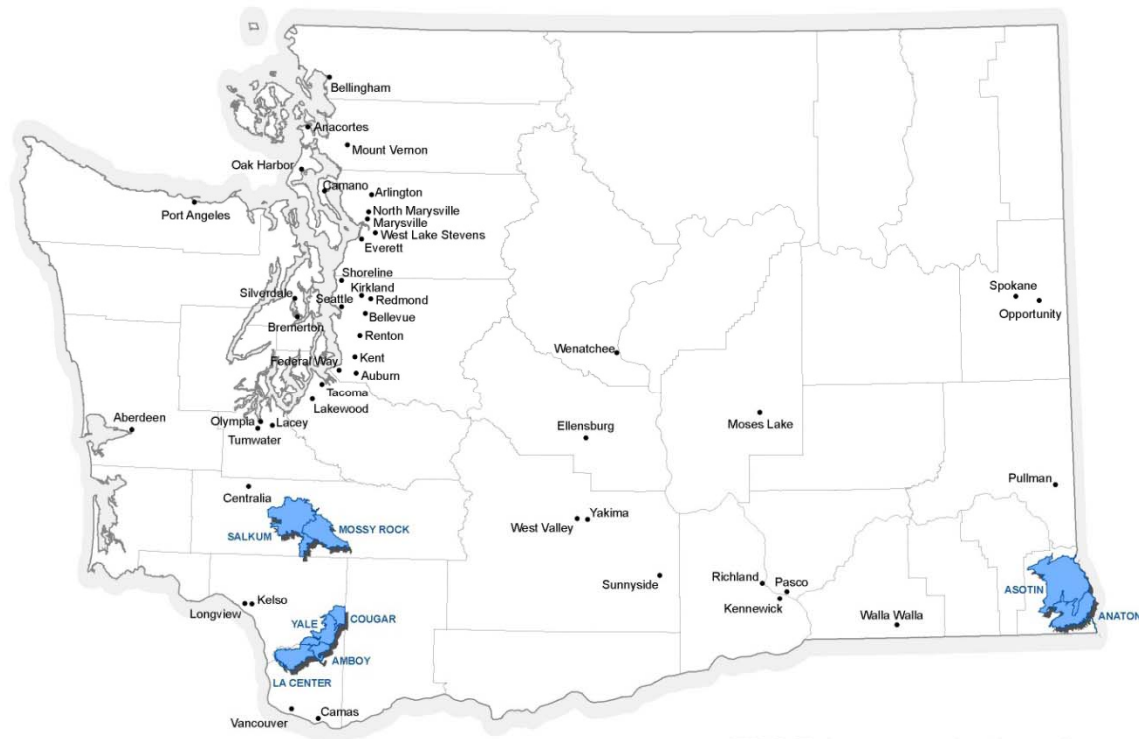 Bellingham
Anacortes
Mount Vernon
Oak Harbor
Camano
Arlington
Port Angeles
North Marysville
Marysville
West Lake Stevens
Everett
Shoreline
Kirkland
Silverdale
Seattle
Redmond
Spokane
Bellevue
Opportunity
Bremerton
Renton
Wenatchee
Federal Way
Kent
Auburn
Tacoma
Lakewood
Aberdeen
Olympia
Lacey
Moses Lake
Ellensburg
Tumwater
Pullman
Centralia
West Valley
Yakima
SALKUM
MOSSY ROCK
Sunnyside
Richland
Pasco
ASOTIN
Kelso
Kennewick
Longview
Walla Walla
ANATON
YALE
COUGAR
AMBOY
LA CENTER
Vancouver
Camas